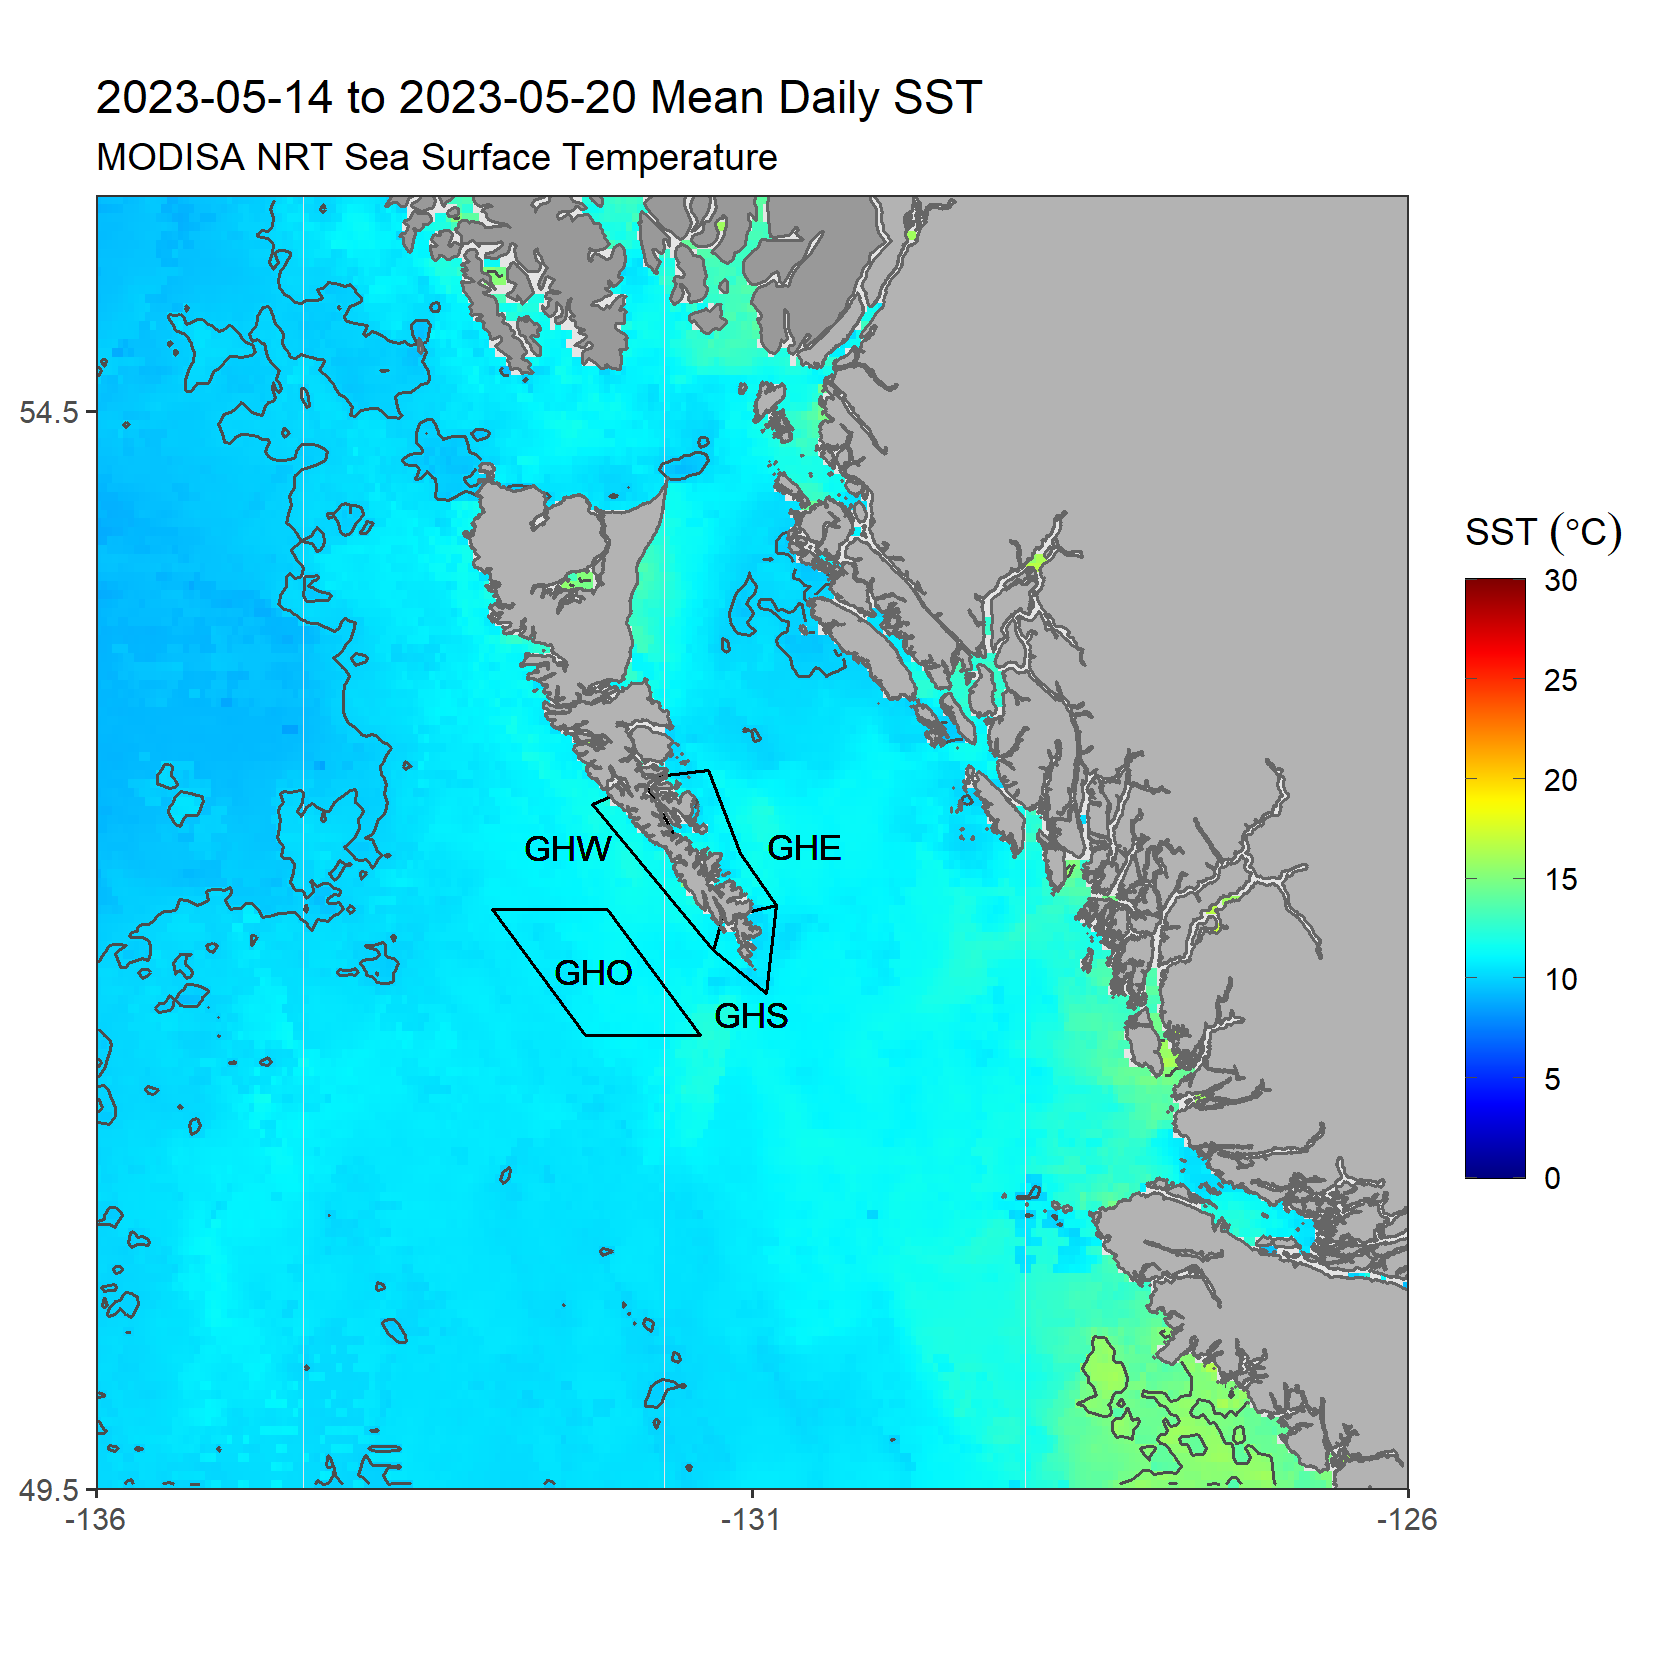 2023-05-14 to 2023-05-20 Mean Daily SST
MODISA NRT Sea Surface Temperature
54.5
49.5
-136
-131
-126
GHW
GHE
GHO
GHS
SST (°C)
30
25
20
15
10
5
0